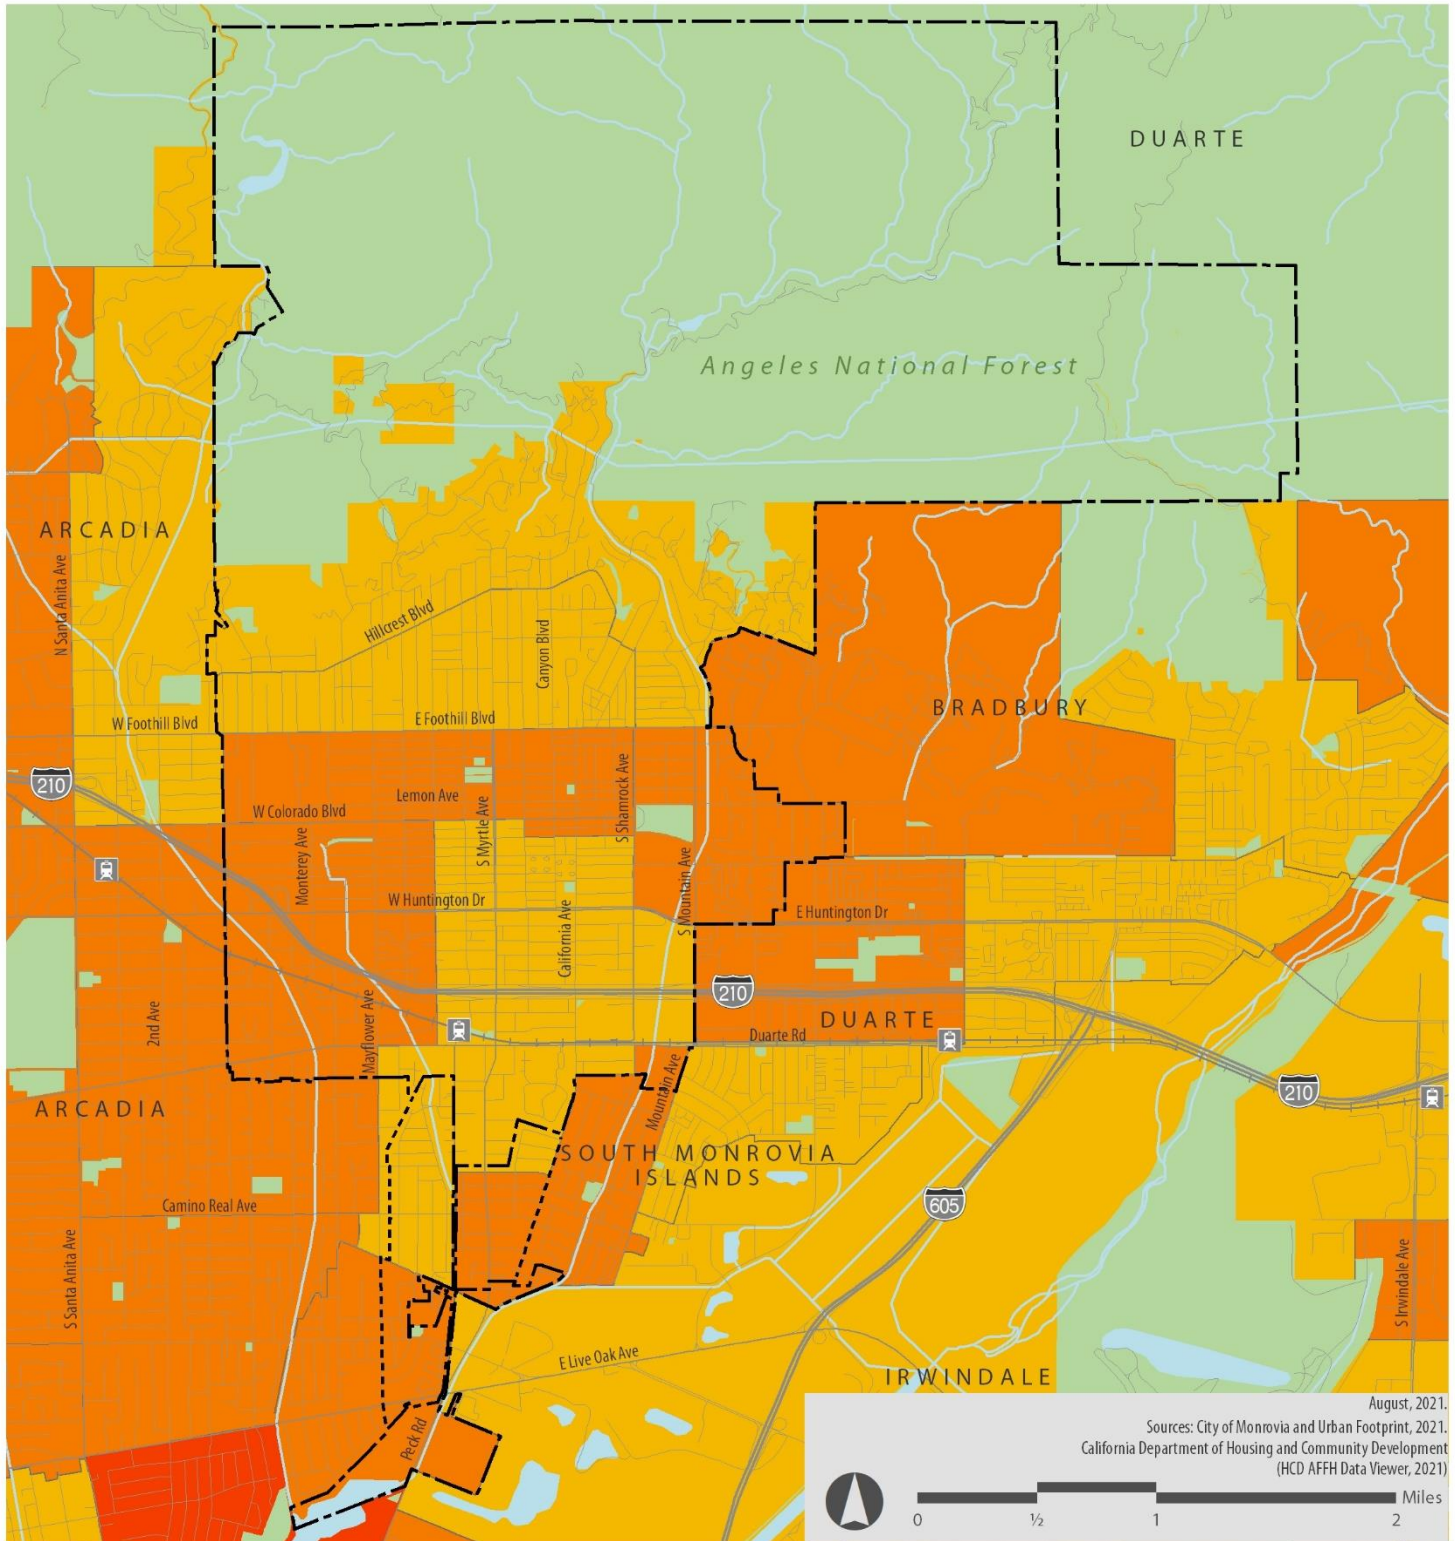 DUARTE
Angeles National Forest
ARCADIA
N Santa Anita Ave
Hillcrest Blvd
Canyon Blvd
BRADBURY
W Foothill Blvd
E Foothill Blvd
210
Lemon Ave
W Colorado Blvd
S Myrtle Ave
S Shamrock Ave
Monterey Ave
S Mountain Ave
W Huntington Dr
E Huntington Dr
California Ave
210
2nd Ave
Mayflower Ave
DUARTE
Duarte Rd
210
ARCADIA
Mountain Ave
SOUTH MONROVIA
ISLANDS
Camino Real Ave
605
S Santa Anita Ave
S Irwindale Ave
E Live Oak Ave
IRWINDALE
Peck Rd
August, 2021.
Sources: City of Monrovia and Urban Footprint, 2021.
California Department of Housing and Community Development
(HCD AFFH Data Viewer, 2021)
Miles
0 ½ 1 2